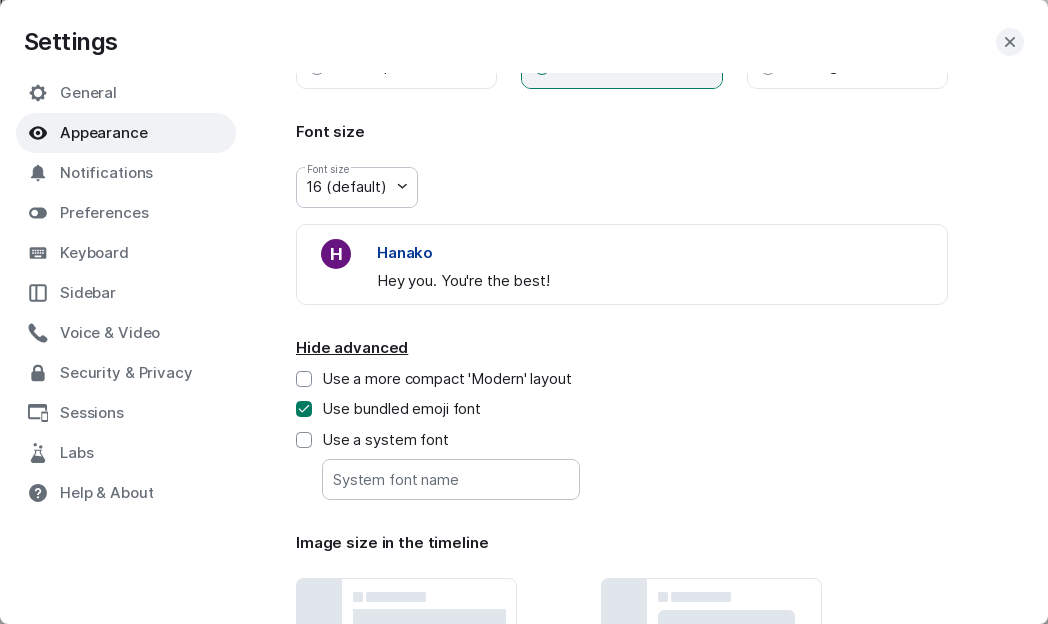 Settings
General
Appearance
Notifications
Preferences
Keyboard
Sidebar
Voice & Video
Security & Privacy
Sessions
Labs
Help & About
Font size
Font size
16 (default)
H
Hanako
Hey you. You're the best!
Hide advanced
Use a more compact 'Modern' layout
Use bundled emoji font
Use a system font
System font name
Image size in the timeline